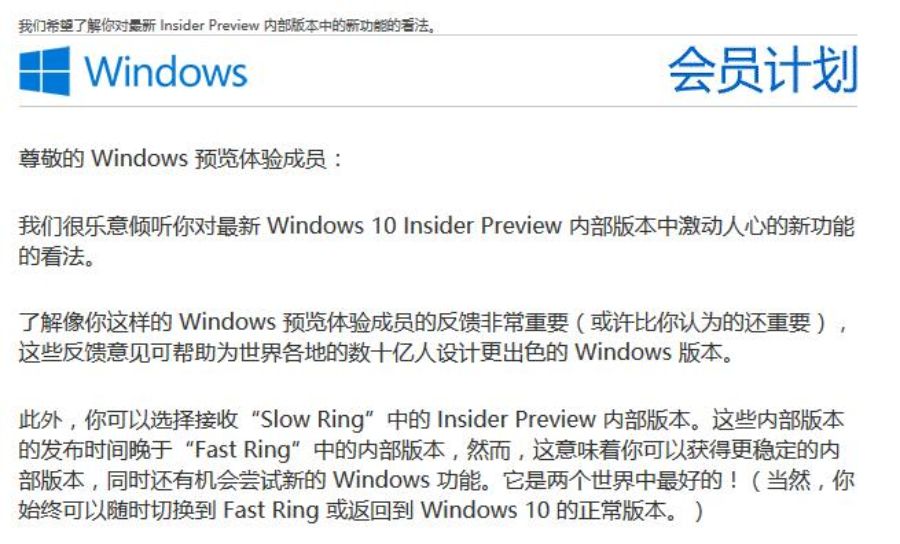 我们希望了解你对最新 Insider Preview 内部版本中的新功能的看法。
Windows
会员计划
尊敬的 Windows 预览体验成员：
我们很乐意倾听你对最新 Windows 10 Insider Preview 内部版本中激动人心的新功能
的看法。
了解像你这样的 Windows 预览体验成员的反馈非常重要（或许比你认为的还重要），
这些反馈意见可帮助为世界各地的数十亿人设计更出色的 Windows 版本。
此外，你可以选择接收“Slow Ring”中的 Insider Preview 内部版本。这些内部版本
的发布时间晚于“Fast Ring”中的内部版本，然而，这意味着你可以获得更稳定的内
部版本，同时还有机会尝试新的 Windows 功能。它是两个世界中最好的！（当然，你
始终可以随时切换到 Fast Ring 或返回到 Windows 10 的正常版本。）